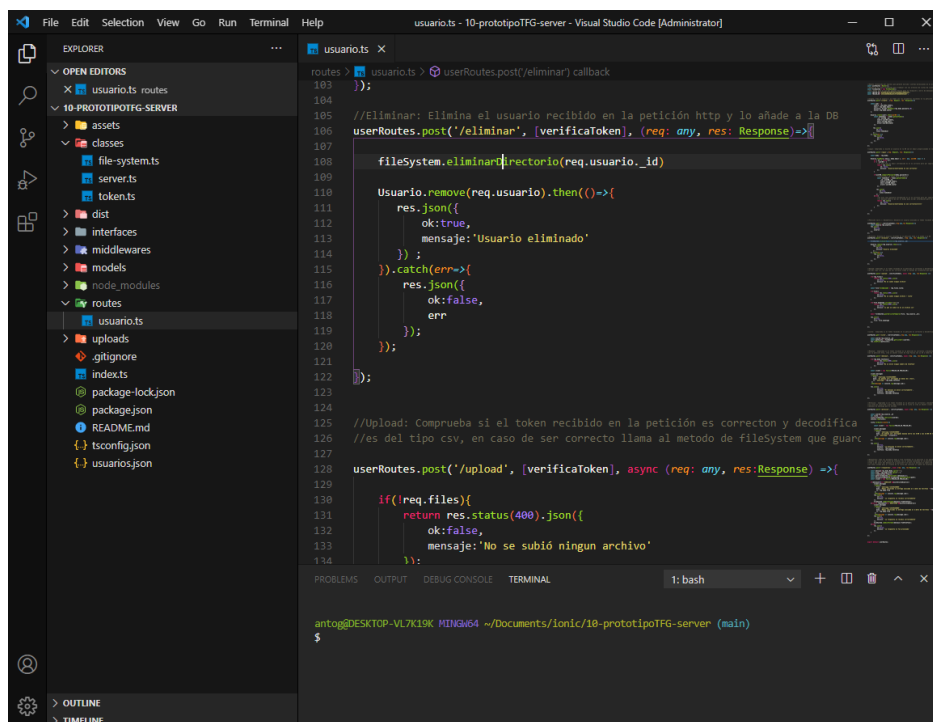 File Edit Selection View Go Run Terminal Help usuario.ts - 10-prototipoTFG-server - Visual Studio Code [Administrator]
EXPLORER
OPEN EDITORS
usuario.ts routes
10-PROTOTIPOTFG-SERVER
assets
classes
file-system.ts
server.ts
token.ts
dist
interfaces
middlewares
models
node_modules
routes
usuario.ts
uploads
.gitignore
index.ts
package-lock.json
package.json
README.md
tsconfig.json
usuarios.json
OUTLINE
TIMELINE
usuario.ts
routes > usuario.ts > userRoutes.post('/eliminar') callback
103 });
104
105 //Eliminar: Elimina el usuario recibido en la petición http y lo añade a la DB
106 userRoutes.post('/eliminar', [verificaToken], (req: any, res: Response)=>{
107
108 fileSystem.eliminarDirectorio(req.usuario._id)
109
110 Usuario.remove(req.usuario).then(()=>{
111 res.json({
112 ok:true,
113 mensaje:'Usuario eliminado'
114 }) ;
115 }).catch(err=>{
116 res.json({
117 ok:false,
118 err
119 });
120 });
121
122 });
123
124
125 //Upload: Comprueba si el token recibido en la petición es correcton y decodifica
126 //es del tipo csv, en caso de ser correcto llama al metodo de fileSystem que guard
127
128 userRoutes.post('/upload', [verificaToken], async (req: any, res:Response) =>{
129
130 if(!req.files){
131 return res.status(400).json({
132 ok:false,
133 mensaje:'No se subió ningun archivo'
134 });
PROBLEMS OUTPUT DEBUG CONSOLE TERMINAL 1: bash
antog@DESKTOP-VL7K19K MINGW64 ~/Documents/ionic/10-prototipoTFG-server (main)
$